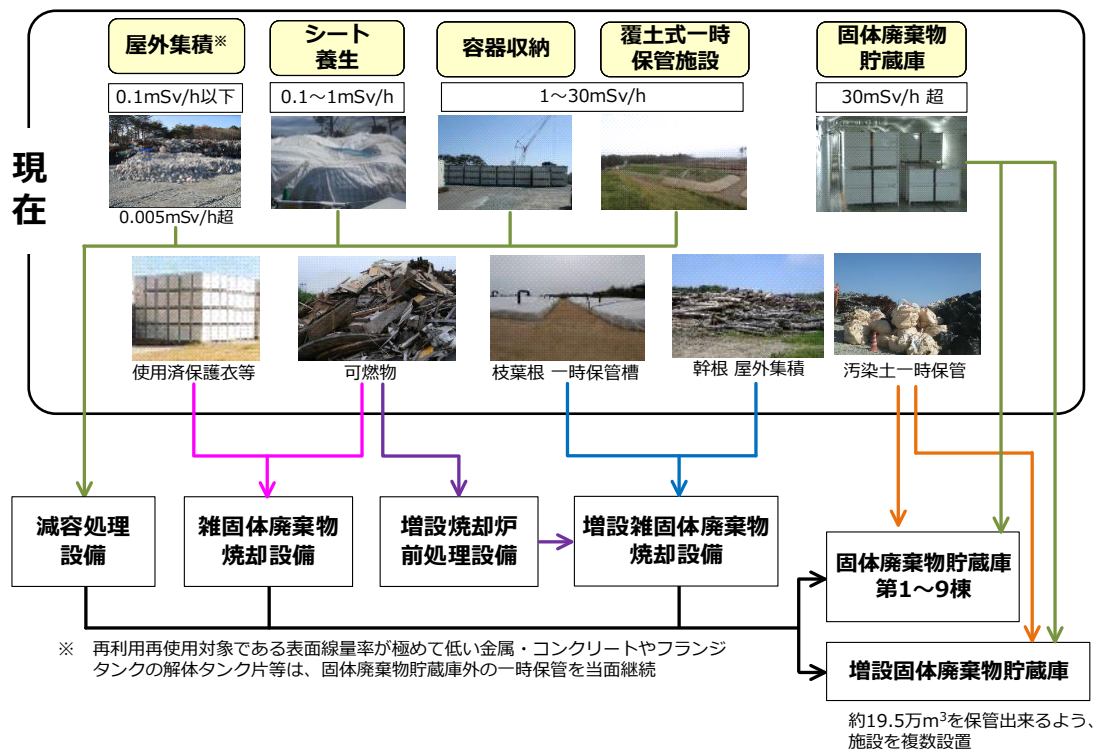 屋外集積※
シート
養生
容器収納
覆土式一時
保管施設
固体廃棄物
貯蔵庫
0.1mSv/h以下
0.1～1mSv/h
1～30mSv/h
30mSv/h 超
現
在
0.005mSv/h超
使用済保護衣等
可燃物
枝葉根 一時保管槽
幹根 屋外集積
汚染土一時保管
減容処理
設備
雑固体廃棄物
焼却設備
増設焼却炉
前処理設備
増設雑固体廃棄物
焼却設備
固体廃棄物貯蔵庫
第1～9棟
増設固体廃棄物貯蔵庫
※ 再利用再使用対象である表面線量率が極めて低い金属・コンクリートやフランジ
タンクの解体タンク片等は、固体廃棄物貯蔵庫外の一時保管を当面継続
約19.5万m³を保管出来るよう、
施設を複数設置